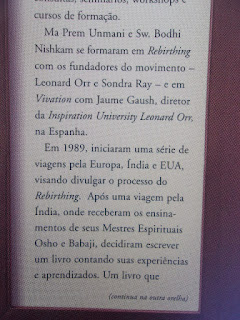 consultas, seminários, workshops e
cursos de formação.
Ma Prem Unmani e Sw. Bodhi
Nishkam se formaram em Rebirthing
com os fundadores do movimento –
Leonard Orr e Sondra Ray – e em
Vivation com Jaume Gaush, diretor
da Inspiration University Leonard Orr,
na Espanha.
Em 1989, iniciaram uma série de
viagens pela Europa, Índia e EUA,
visando divulgar o processo do
Rebirthing. Após uma viagem pela
Índia, onde receberam os ensina-
mentos de seus Mestres Espirituais
Osho e Babaji, decidiram escrever
um livro contando suas experiências
e aprendizados. Um livro que
(continua na outra orelha)